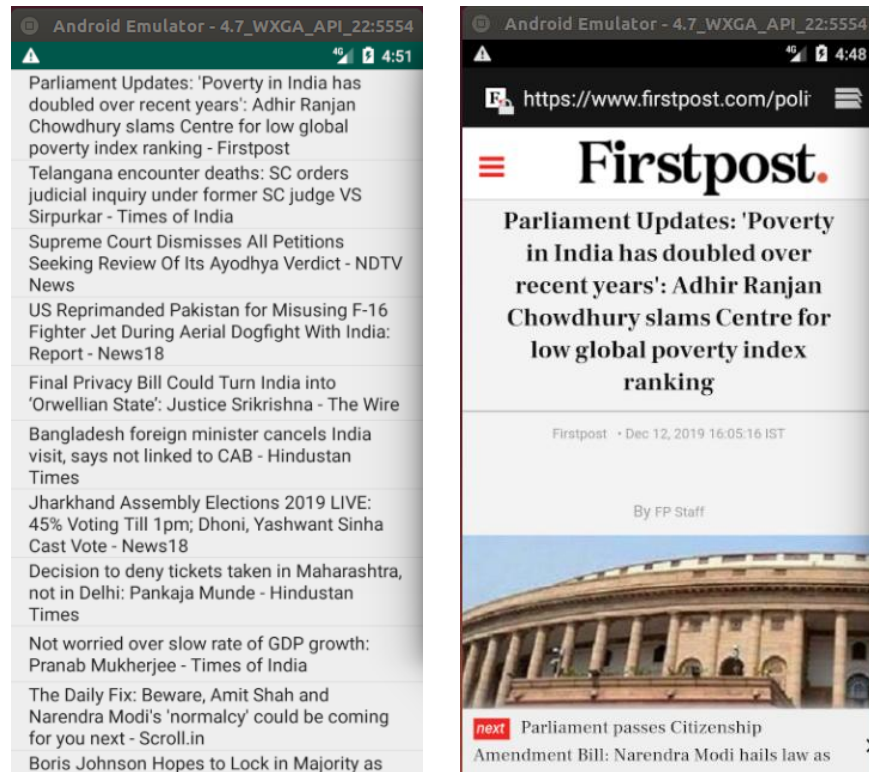 Android Emulator - 4.7_WXGA_API_22:5554
4G 4:51
Parliament Updates: 'Poverty in India has
doubled over recent years': Adhir Ranjan
Chowdhury slams Centre for low global
poverty index ranking - Firstpost
Telangana encounter deaths: SC orders
judicial inquiry under former SC judge VS
Sirpurkar - Times of India
Supreme Court Dismisses All Petitions
Seeking Review Of Its Ayodhya Verdict - NDTV
News
US Reprimanded Pakistan for Misusing F-16
Fighter Jet During Aerial Dogfight With India:
Report - News18
Final Privacy Bill Could Turn India into
‘Orwellian State’: Justice Srikrishna - The Wire
Bangladesh foreign minister cancels India
visit, says not linked to CAB - Hindustan
Times
Jharkhand Assembly Elections 2019 LIVE:
45% Voting Till 1pm; Dhoni, Yashwant Sinha
Cast Vote - News18
Decision to deny tickets taken in Maharashtra,
not in Delhi: Pankaja Munde - Hindustan
Times
Not worried over slow rate of GDP growth:
Pranab Mukherjee - Times of India
The Daily Fix: Beware, Amit Shah and
Narendra Modi's 'normalcy' could be coming
for you next - Scroll.in
Boris Johnson Hopes to Lock in Majority as
Android Emulator - 4.7_WXGA_API_22:5554
4G 4:48
F. https://www.firstpost.com/poli
Firstpost.
Parliament Updates: 'Poverty
in India has doubled over
recent years': Adhir Ranjan
Chowdhury slams Centre for
low global poverty index
ranking
Firstpost • Dec 12, 2019 16:05:16 IST
By FP Staff
next Parliament passes Citizenship
Amendment Bill: Narendra Modi hails law as